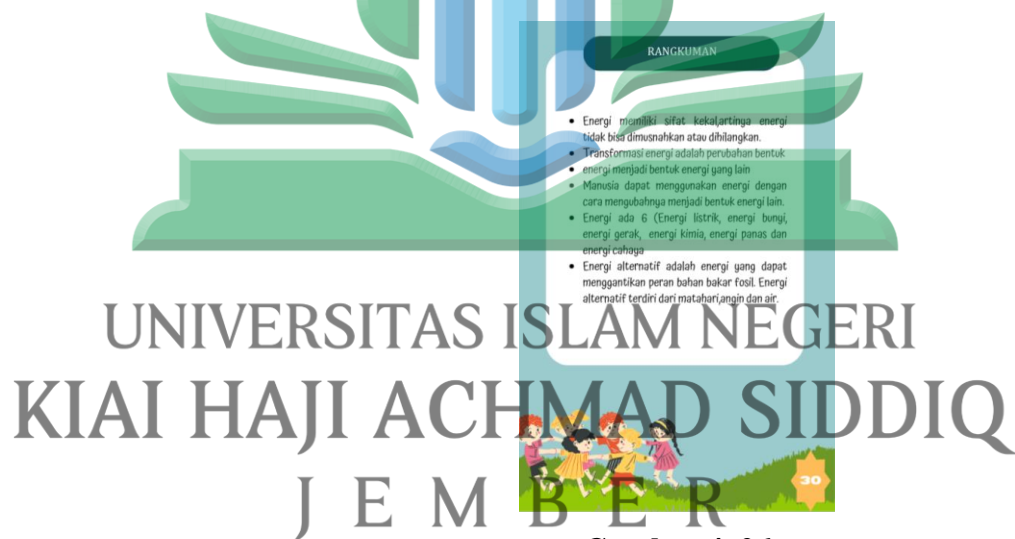 RANGKUMAN
• Energi memiliki sifat kekal,artinya energi
tidak bisa dimusnahkan atau dihilangkan.
• Transformasi energi adalah perubahan bentuk
• energi menjadi bentuk energi yang lain
• Manusia dapat menggunakan energi dengan
cara mengubahnya menjadi bentuk energi lain.
• Energi ada 6 (Energi listrik, energi bunyi,
energi gerak, energi kimia, energi panas dan
energi cahaya
• Energi alternatif adalah energi yang dapat
menggantikan peran bahan bakar fosil. Energi
alternatif terdiri dari matahari,angin dan air.
UNIVERSITAS ISLAM NEGERI
KIAI HAJI ACHMAD SIDDIQ
JEMBER
30